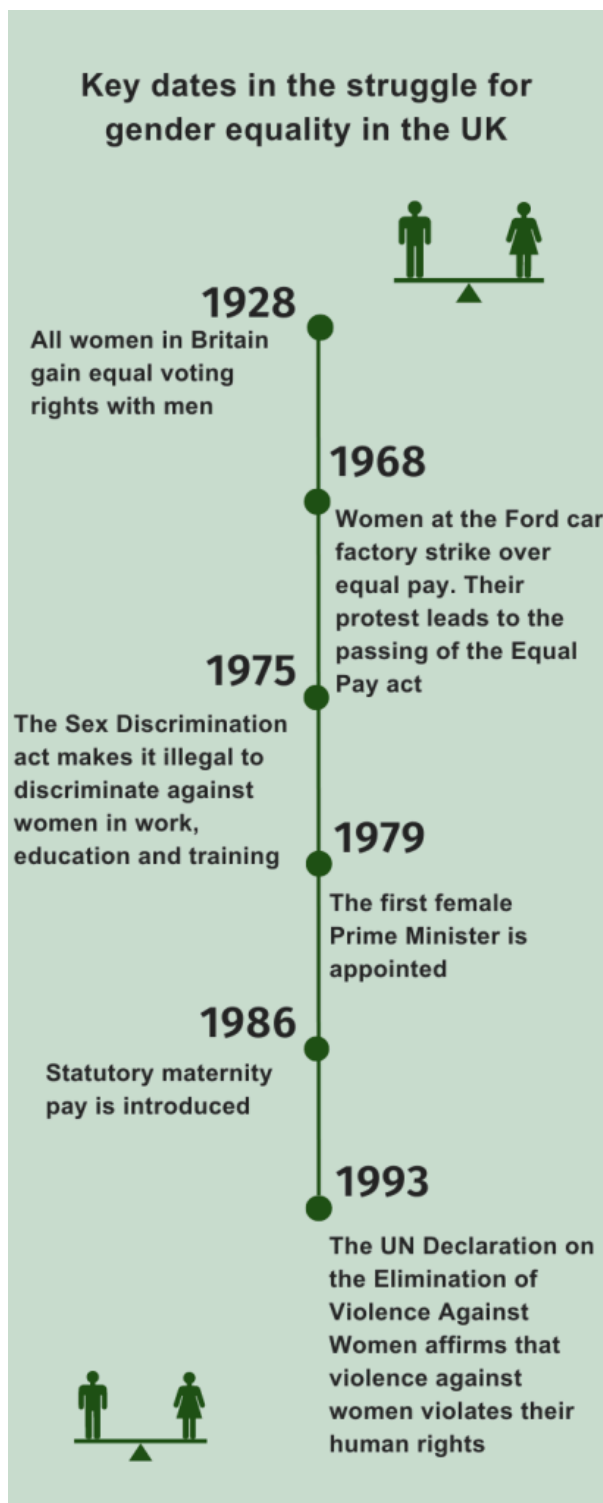 Key dates in the struggle for
gender equality in the UK
1928
All women in Britain
gain equal voting
rights with men
1968
Women at the Ford car
factory strike over
equal pay. Their
protest leads to the
passing of the Equal
Pay act
1975
The Sex Discrimination
act makes it illegal to
discriminate against
women in work,
education and training
1979
The first female
Prime Minister is
appointed
1986
Statutory maternity
pay is introduced
1993
The UN Declaration on
the Elimination of
Violence Against
Women affirms that
violence against
women violates their
human rights